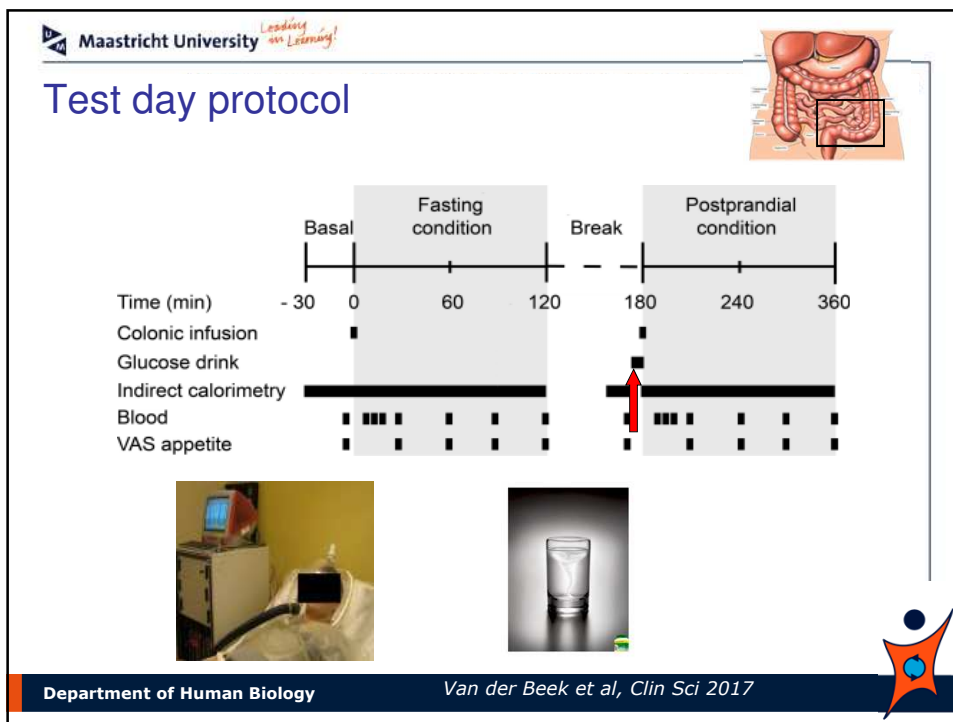 Maastricht University
Leading
in Learning!
Test day protocol
Fasting
condition
Postprandial
condition
Basal
Break
Time (min) - 30 0 60 120 180 240 360
Colonic infusion
Glucose drink
Indirect calorimetry
Blood
VAS appetite
Department of Human Biology
Van der Beek et al, Clin Sci 2017